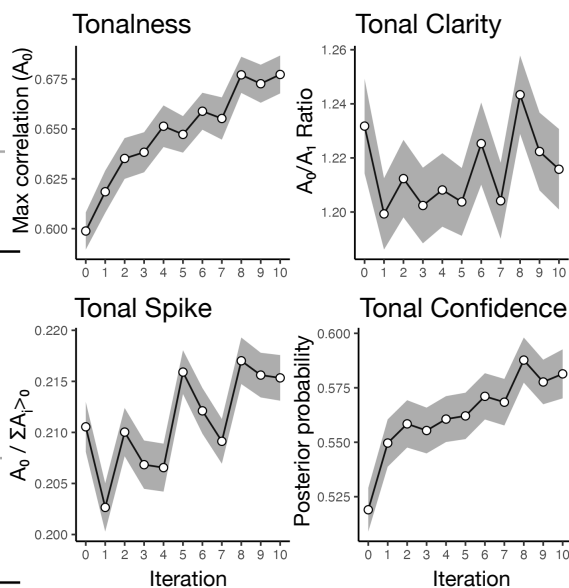 Tonalness
Max correlation (A0)
0.675
0.650
0.625
0.600
0 1 2 3 4 5 6 7 8 9 10
Tonal Clarity
A0/A1 Ratio
1.26
1.24
1.22
1.20
0 1 2 3 4 5 6 7 8 9 10
Tonal Spike
A0 / ΣAi>0
0.220
0.215
0.210
0.205
0.200
0 1 2 3 4 5 6 7 8 9 10
Iteration
Tonal Confidence
Posterior probability
0.600
0.575
0.550
0.525
0 1 2 3 4 5 6 7 8 9 10
Iteration